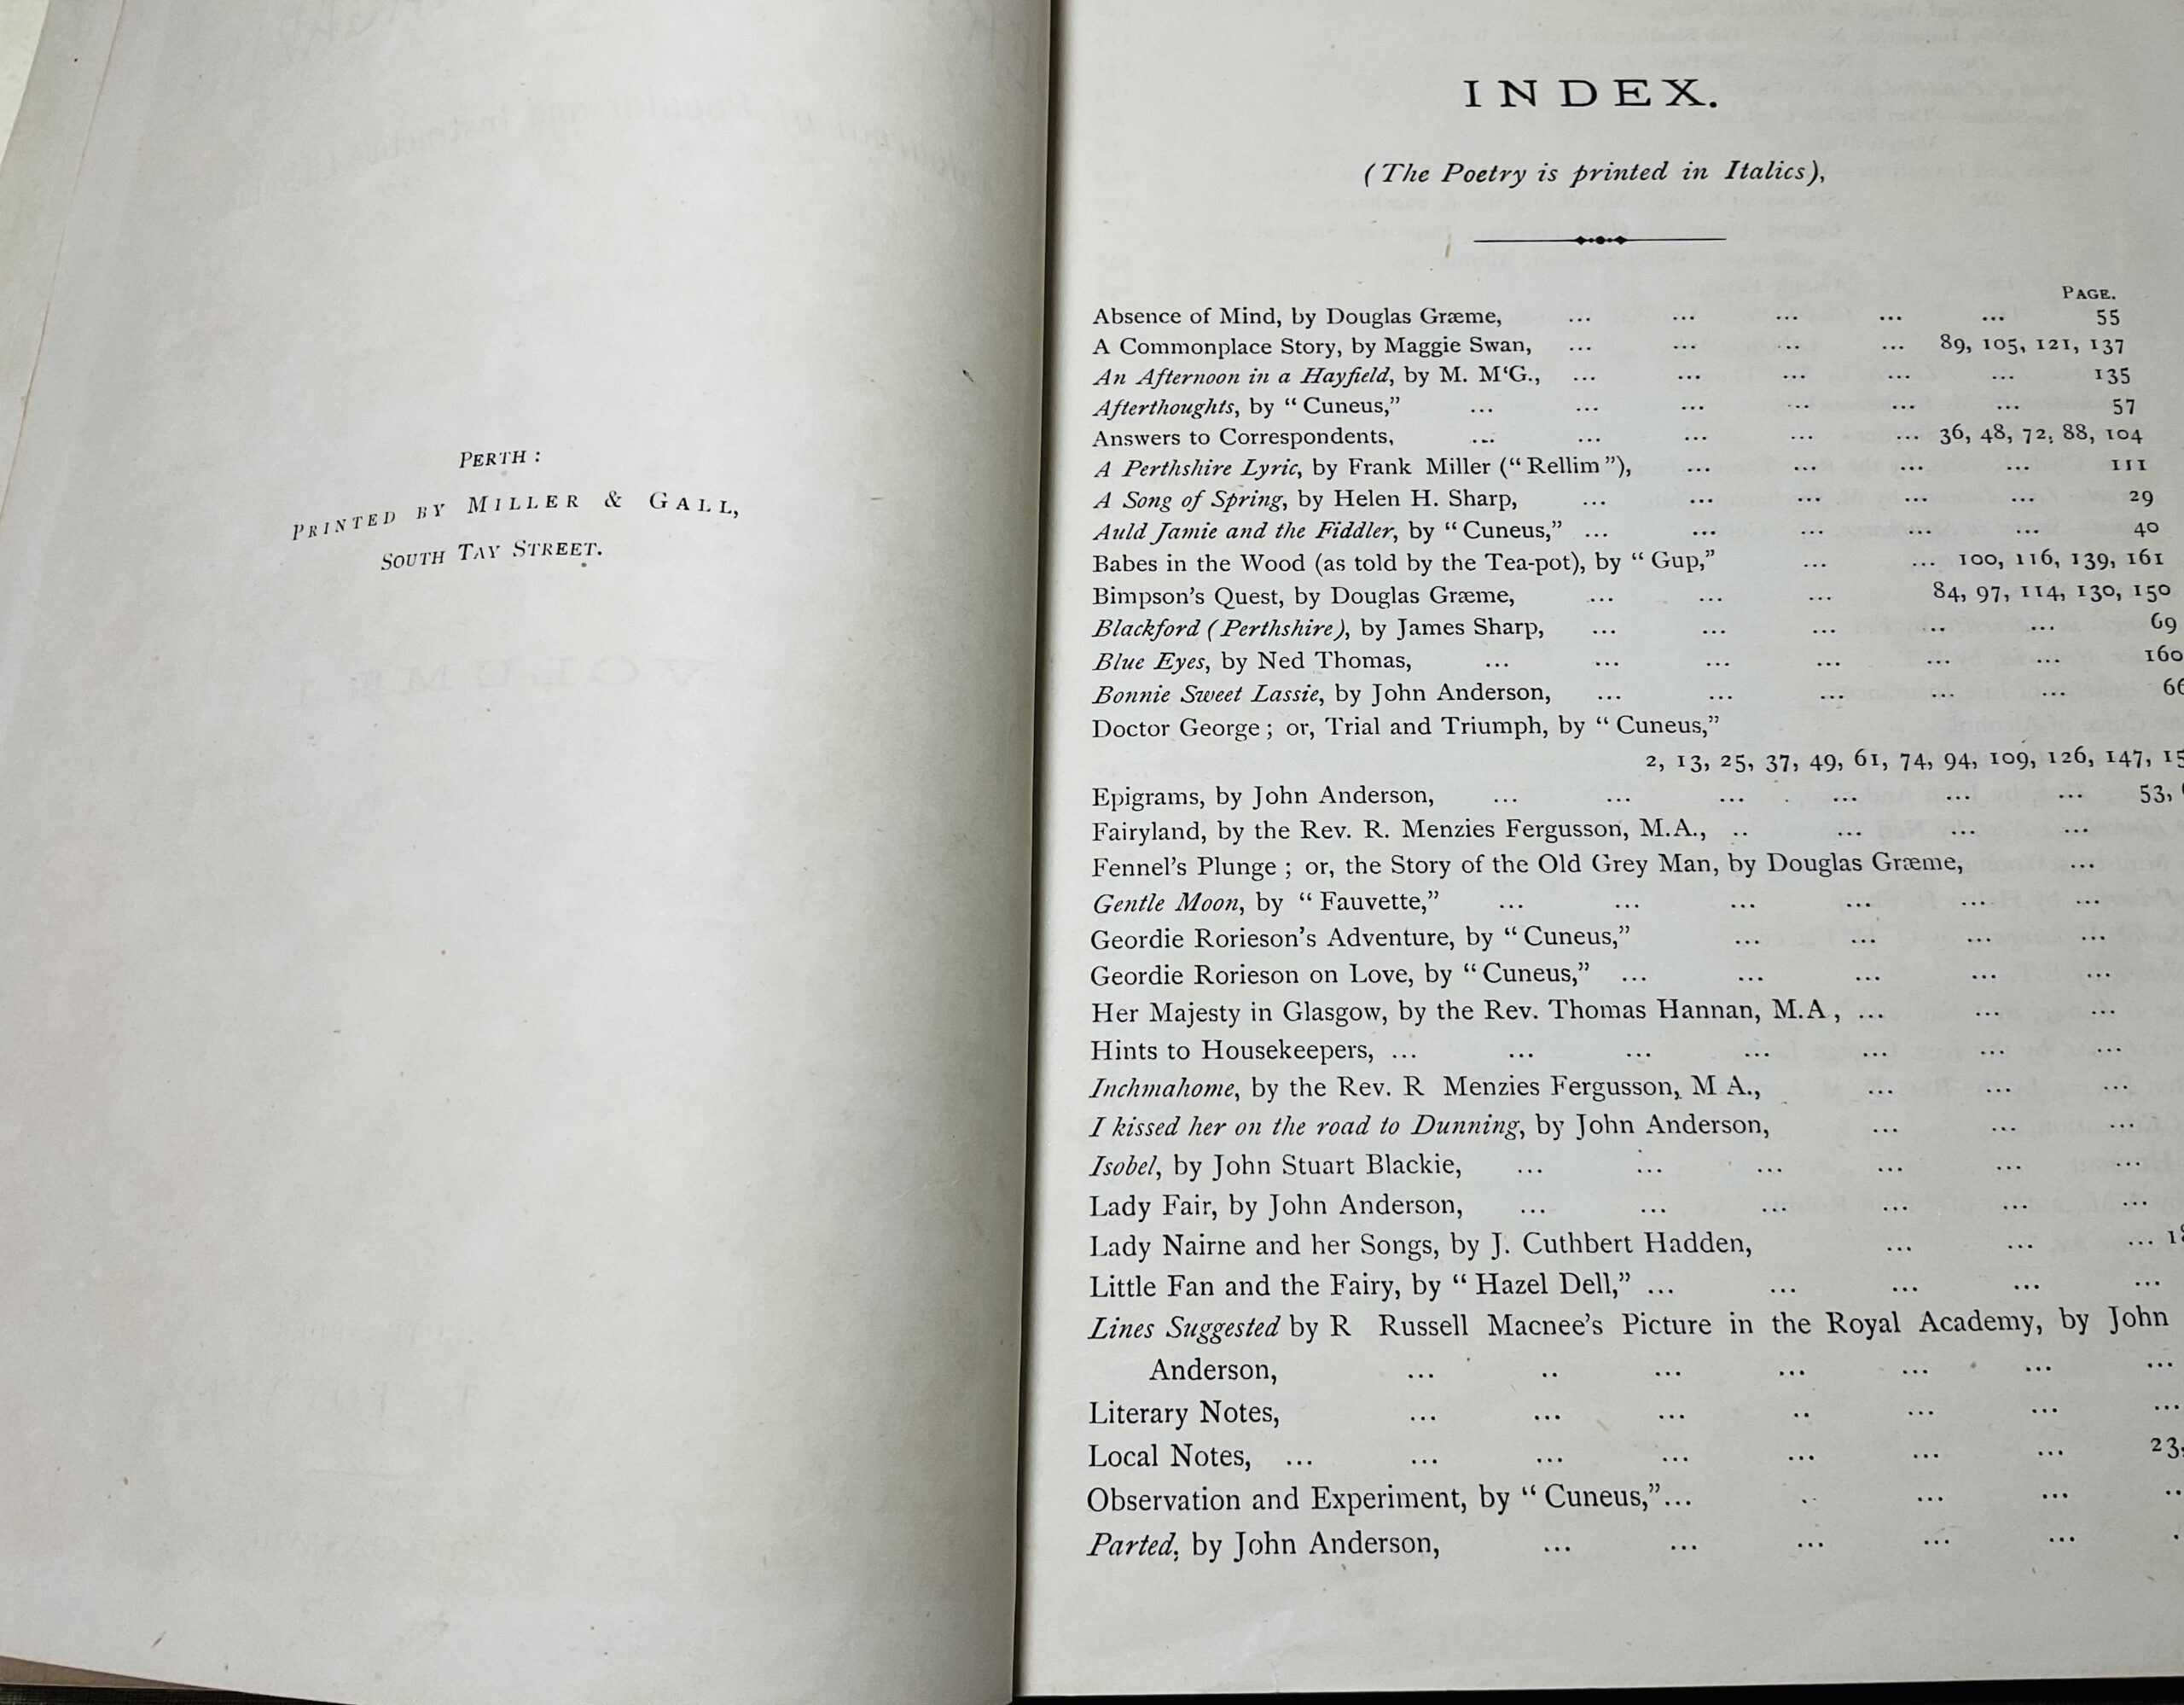 PERTH :
PRINTED BY MILLER & GALL,
SOUTH TAY STREET.
INDEX.
(The Poetry is printed in Italics),
PAGE.
Absence of Mind, by Douglas Græme, ... ... ... ... ... 55
A Commonplace Story, by Maggie Swan, ... ... ... ... 89, 105, 121, 137
An Afternoon in a Hayfield, by M. M‘G., ... ... ... ... ... 135
Afterthoughts, by “ Cuneus,” ... ... ... ... ... ... 57
Answers to Correspondents, ... ... ... ... ... 36, 48, 72, 88, 104
A Perthshire Lyric, by Frank Miller (“ Rellim ”), ... ... ... ... 111
A Song of Spring, by Helen H. Sharp, ... ... ... ... ... 29
Auld Jamie and the Fiddler, by “ Cuneus,” ... ... ... ... ... 40
Babes in the Wood (as told by the Tea-pot), by “ Gup,” ... ... 100, 116, 139, 161
Bimpson’s Quest, by Douglas Græme, ... ... ... 84, 97, 114, 130, 150
Blackford (Perthshire), by James Sharp, ... ... ... ... ... 69
Blue Eyes, by Ned Thomas, ... ... ... ... ... ... 160
Bonnie Sweet Lassie, by John Anderson, ... ... ... ... ... 66
Doctor George ; or, Trial and Triumph, by “ Cuneus,”
2, 13, 25, 37, 49, 61, 74, 94, 109, 126, 147, 15
Epigrams, by John Anderson, ... ... ... ... ... ... 53,
Fairyland, by the Rev. R. Menzies Fergusson, M.A., .. ... ... ...
Fennel’s Plunge ; or, the Story of the Old Grey Man, by Douglas Græme, ...
Gentle Moon, by “ Fauvette,” ... ... ... ... ... ...
Geordie Rorieson’s Adventure, by “ Cuneus,” ... ... ... ...
Geordie Rorieson on Love, by “ Cuneus,” ... ... ... ... ...
Her Majesty in Glasgow, by the Rev. Thomas Hannan, M.A , ... ... ...
Hints to Housekeepers, ... ... ... ... ... ... ...
Inchmahome, by the Rev. R Menzies Fergusson, M A., ... ... ...
I kissed her on the road to Dunning, by John Anderson, ... ... ...
Isobel, by John Stuart Blackie, ... ... ... ... ... ...
Lady Fair, by John Anderson, ... ... ... ... ... ...
Lady Nairne and her Songs, by J. Cuthbert Hadden, ... ... ... 18
Little Fan and the Fairy, by “ Hazel Dell,” ... ... ... ... ...
Lines Suggested by R Russell Macnee’s Picture in the Royal Academy, by John
Anderson, ... .. ... ... ... ... ...
Literary Notes, ... ... ... .. ... ... ...
Local Notes, ... ... ... ... ... ... ... 23,
Observation and Experiment, by “ Cuneus,”... .. ... ... ..
Parted, by John Anderson, ... ... ... ... ... .